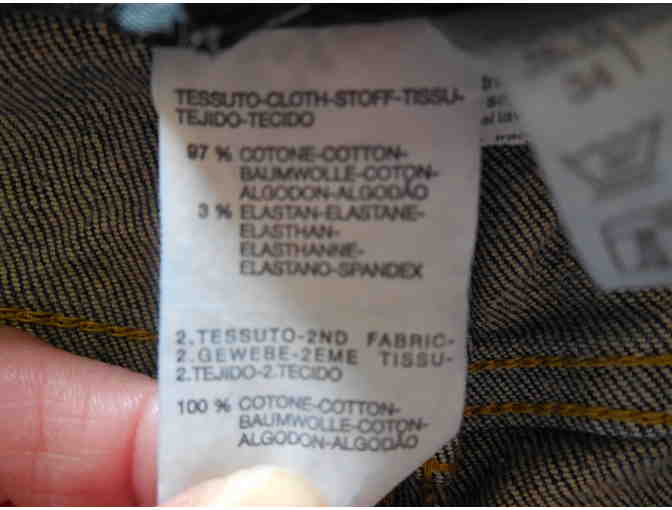 TESSUTO-CLOTH-STOFF-TISSU-
TEJIDO-TECIDO
97 % COTONE-COTTON-
BAUMWOLLE-COTON-
ALGODON-ALGODÃO
3 % ELASTAN-ELASTANE-
ELASTHAN-
ELASTHANNE-
ELASTANO-SPANDEX
2.TESSUTO-2ND FABRIC-
2.GEWEBE-2EME TISSU-
2.TEJIDO-2.TECIDO
100 % COTONE-COTTON-
BAUMWOLLE-COTON-
ALGODON-ALGODÃO
34